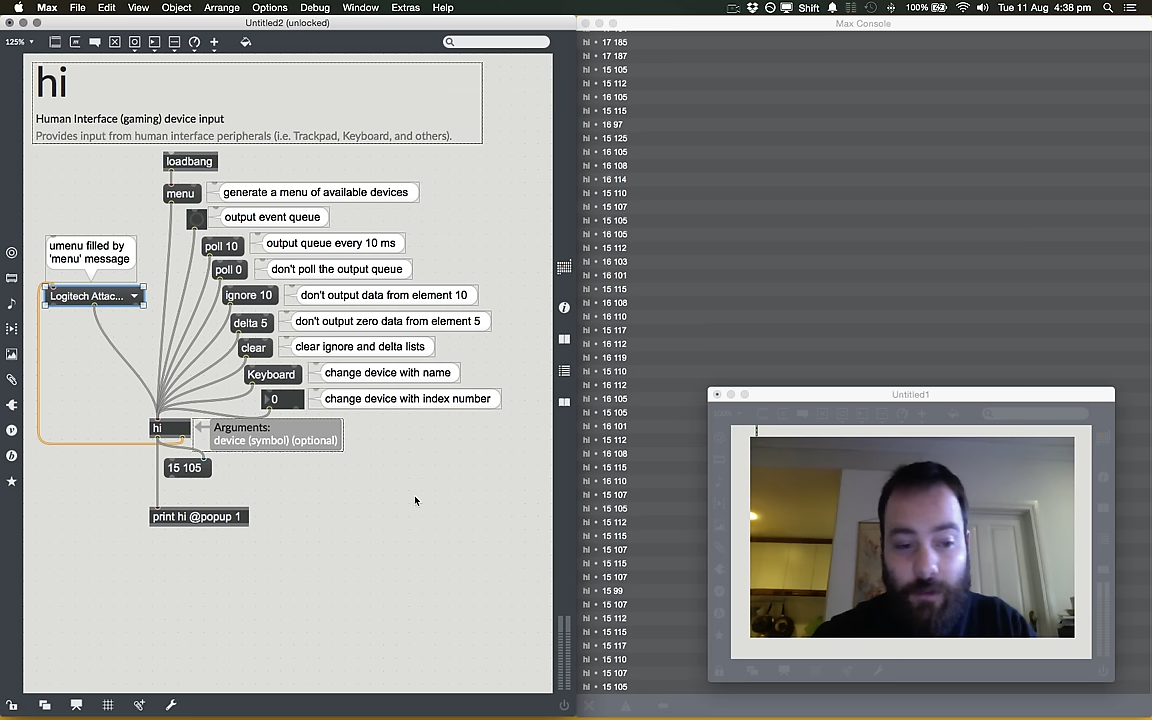 Max File Edit View Object Arrange Options Debug Window Extras Help Shift 100% Tue 11 Aug 4:38 pm
Untitled2 (unlocked)
Max Console
125%
hi
Human Interface (gaming) device input
Provides input from human interface peripherals (i.e. Trackpad, Keyboard, and others).
loadbang
menu generate a menu of available devices
output event queue
umenu filled by
'menu' message
poll 10 output queue every 10 ms
poll 0 don't poll the output queue
Logitech Attac...
ignore 10 don't output data from element 10
delta 5 don't output zero data from element 5
clear clear ignore and delta lists
Keyboard change device with name
0 change device with index number
hi
Arguments:
device (symbol) (optional)
15 105
print hi @popup 1
hi • 17 185
hi • 17 187
hi • 15 105
hi • 15 112
hi • 16 105
hi • 15 115
hi • 16 97
hi • 15 125
hi • 16 105
hi • 16 108
hi • 16 114
hi • 15 110
hi • 15 107
hi • 15 105
hi • 16 105
hi • 15 112
hi • 16 103
hi • 16 101
hi • 15 115
hi • 16 108
hi • 16 110
hi • 15 117
hi • 16 112
hi • 16 119
hi • 15 110
hi • 16 112
hi • 16 105
hi • 15 105
hi • 16 101
hi • 15 112
hi • 16 108
hi • 15 115
hi • 16 110
hi • 15 107
hi • 15 105
hi • 15 112
hi • 15 115
hi • 15 107
hi • 15 115
hi • 15 107
hi • 15 99
hi • 15 107
hi • 15 112
hi • 15 115
hi • 15 117
hi • 15 110
hi • 15 107
hi • 15 105
Untitled1